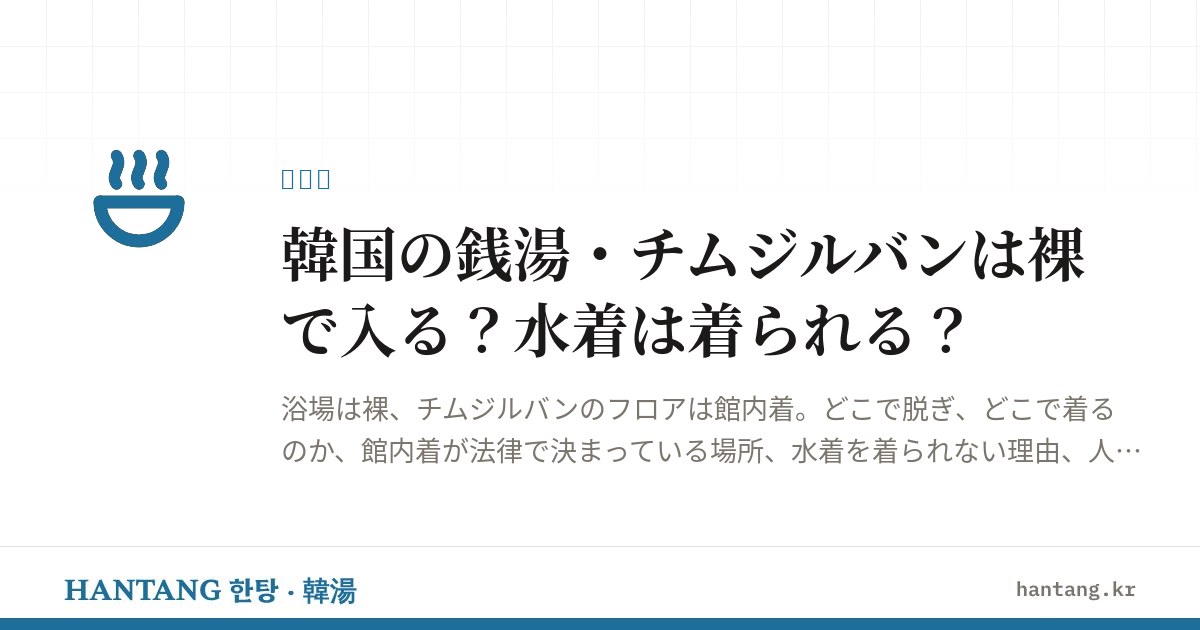 韓国の銭湯・チムジルバンは裸
で入る？水着は着られる？
浴場は裸、チムジルバンのフロアは館内着。どこで脱ぎ、どこで着る
のか、館内着が法律で決まっている場所、水着を着られない理由、人…
HANTANG 한탕 · 韓湯
hantang.kr